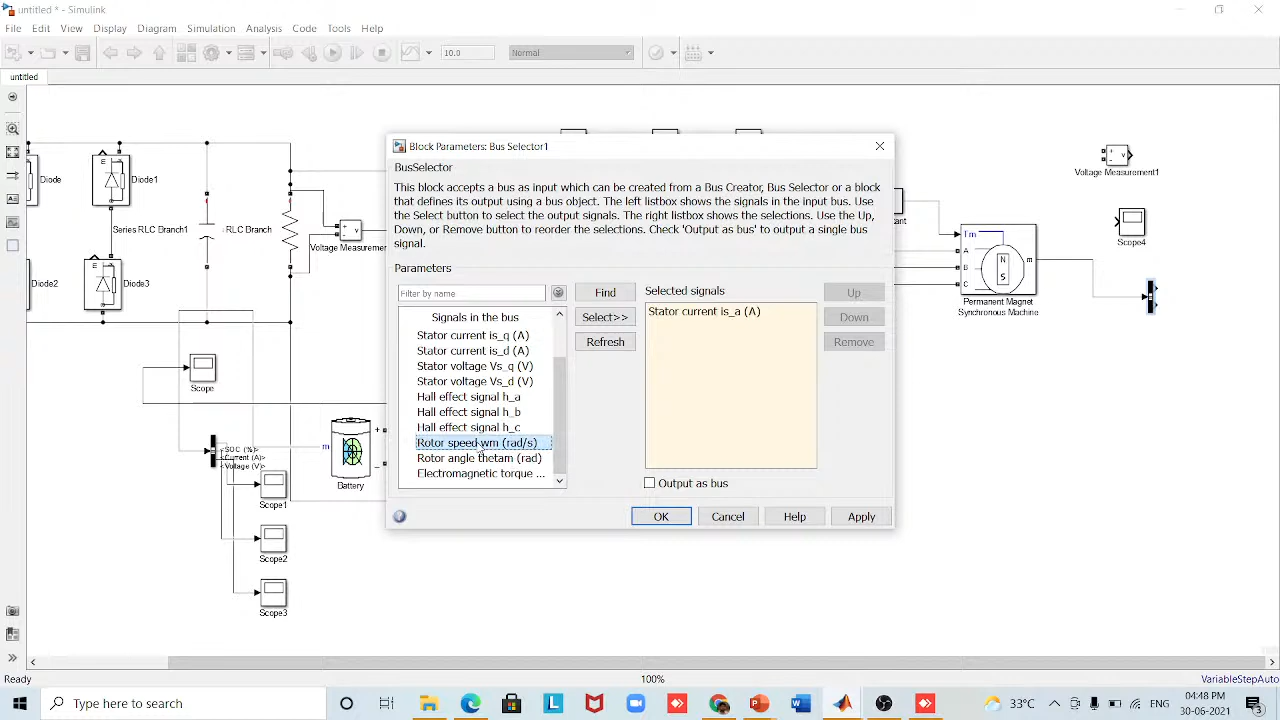 untitled * - Simulink
File Edit View Display Diagram Simulation Analysis Code Tools Help
10.0
Normal
untitled
Block Parameters: Bus Selector1
BusSelector
This block accepts a bus as input which can be created from a Bus Creator, Bus Selector or a block
that defines its output using a bus object. The left listbox shows the signals in the input bus. Use
the Select button to select the output signals. The right listbox shows the selections. Use the Up,
Down, or Remove button to reorder the selections. Check 'Output as bus' to output a single bus
signal.
Parameters
Filter by name
Find
Select>>
Refresh
Signals in the bus
Stator current is_q (A)
Stator current is_d (A)
Stator voltage Vs_q (V)
Stator voltage Vs_d (V)
Hall effect signal h_a
Hall effect signal h_b
Hall effect signal h_c
Rotor speed wm (rad/s)
Rotor angle thetam (rad)
Electromagnetic torque ...
Selected signals
Stator current is_a (A)
Up
Down
Remove
Output as bus
OK
Cancel
Help
Apply
Diode
Diode1
Series RLC Branch1
RLC Branch
Voltage Measuremen
Diode2
Diode3
Scope
<SOC (%)>
<Current (A)>
<Voltage (V)>
m
+
Battery
Scope1
Scope2
Scope3
+
v
Voltage Measurement1
Scope4
Tm
A
B
C
N
S
m
Permanent Magnet
Synchronous Machine
Ready
100%
VariableStepAuto
Type here to search
33°C
ENG
04:48 PM
30-06-2021